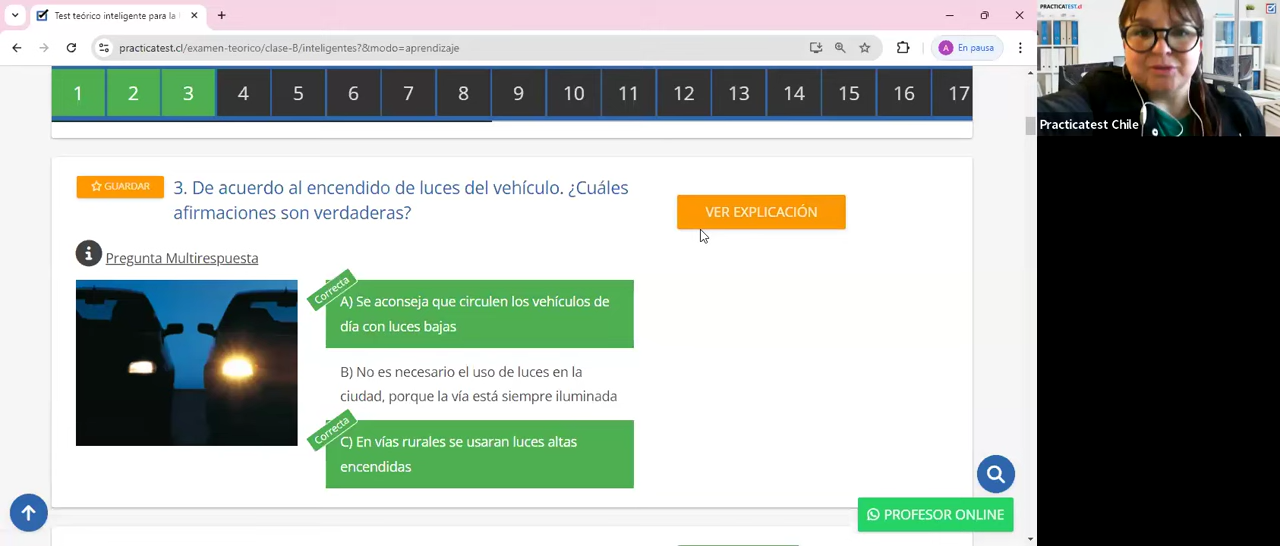 Test teórico inteligente para la
practicatest.cl/examen-teorico/clase-B/inteligentes?&modo=aprendizaje
A
En pausa
PRACTICATEST.cl
Practicatest Chile
1 2 3 4 5 6 7 8 9 10 11 12 13 14 15 16 17
GUARDAR
3. De acuerdo al encendido de luces del vehículo. ¿Cuáles
afirmaciones son verdaderas?
VER EXPLICACIÓN
Pregunta Multirespuesta
Correcta
A) Se aconseja que circulen los vehículos de
día con luces bajas
B) No es necesario el uso de luces en la
ciudad, porque la vía está siempre iluminada
Correcta
C) En vías rurales se usaran luces altas
encendidas
PROFESOR ONLINE